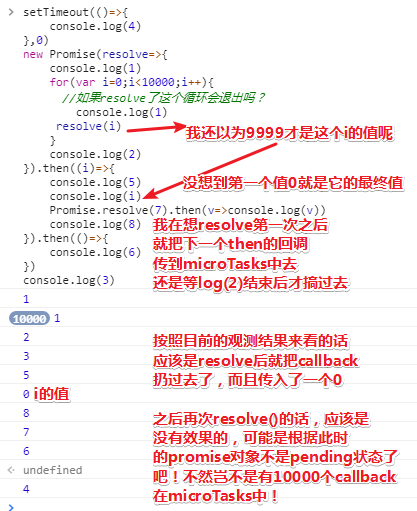 setTimeout(()=>{
console.log(4)
},0)
new Promise(resolve=>{
console.log(1)
for(var i=0;i<10000;i++){
//如果resolve了这个循环会退出吗？
console.log(1)
resolve(i)
我还以为9999才是这个i的值呢
}
console.log(2)
}).then((i)=>{
console.log(5)
没想到第一个值0就是它的最终值
console.log(i)
Promise.resolve(7).then(v=>console.log(v))
console.log(8)
}).then(()=>{
console.log(6)
})
console.log(3)
我在想resolve第一次之后
就把下一个then的回调
传到microTasks中去
还是等log(2)结束后才搞过去
1
10000 1
2
3
5
0 i的值
8
7
6
undefined
4
按照目前的观测结果来看的话
应该是resolve后就把callback
扔过去了，而且传入了一个0
之后再次resolve()的话，应该是
没有效果的，可能是根据此时
的promise对象不是pending状态了
吧！不然岂不是有10000个callback
在microTasks中！